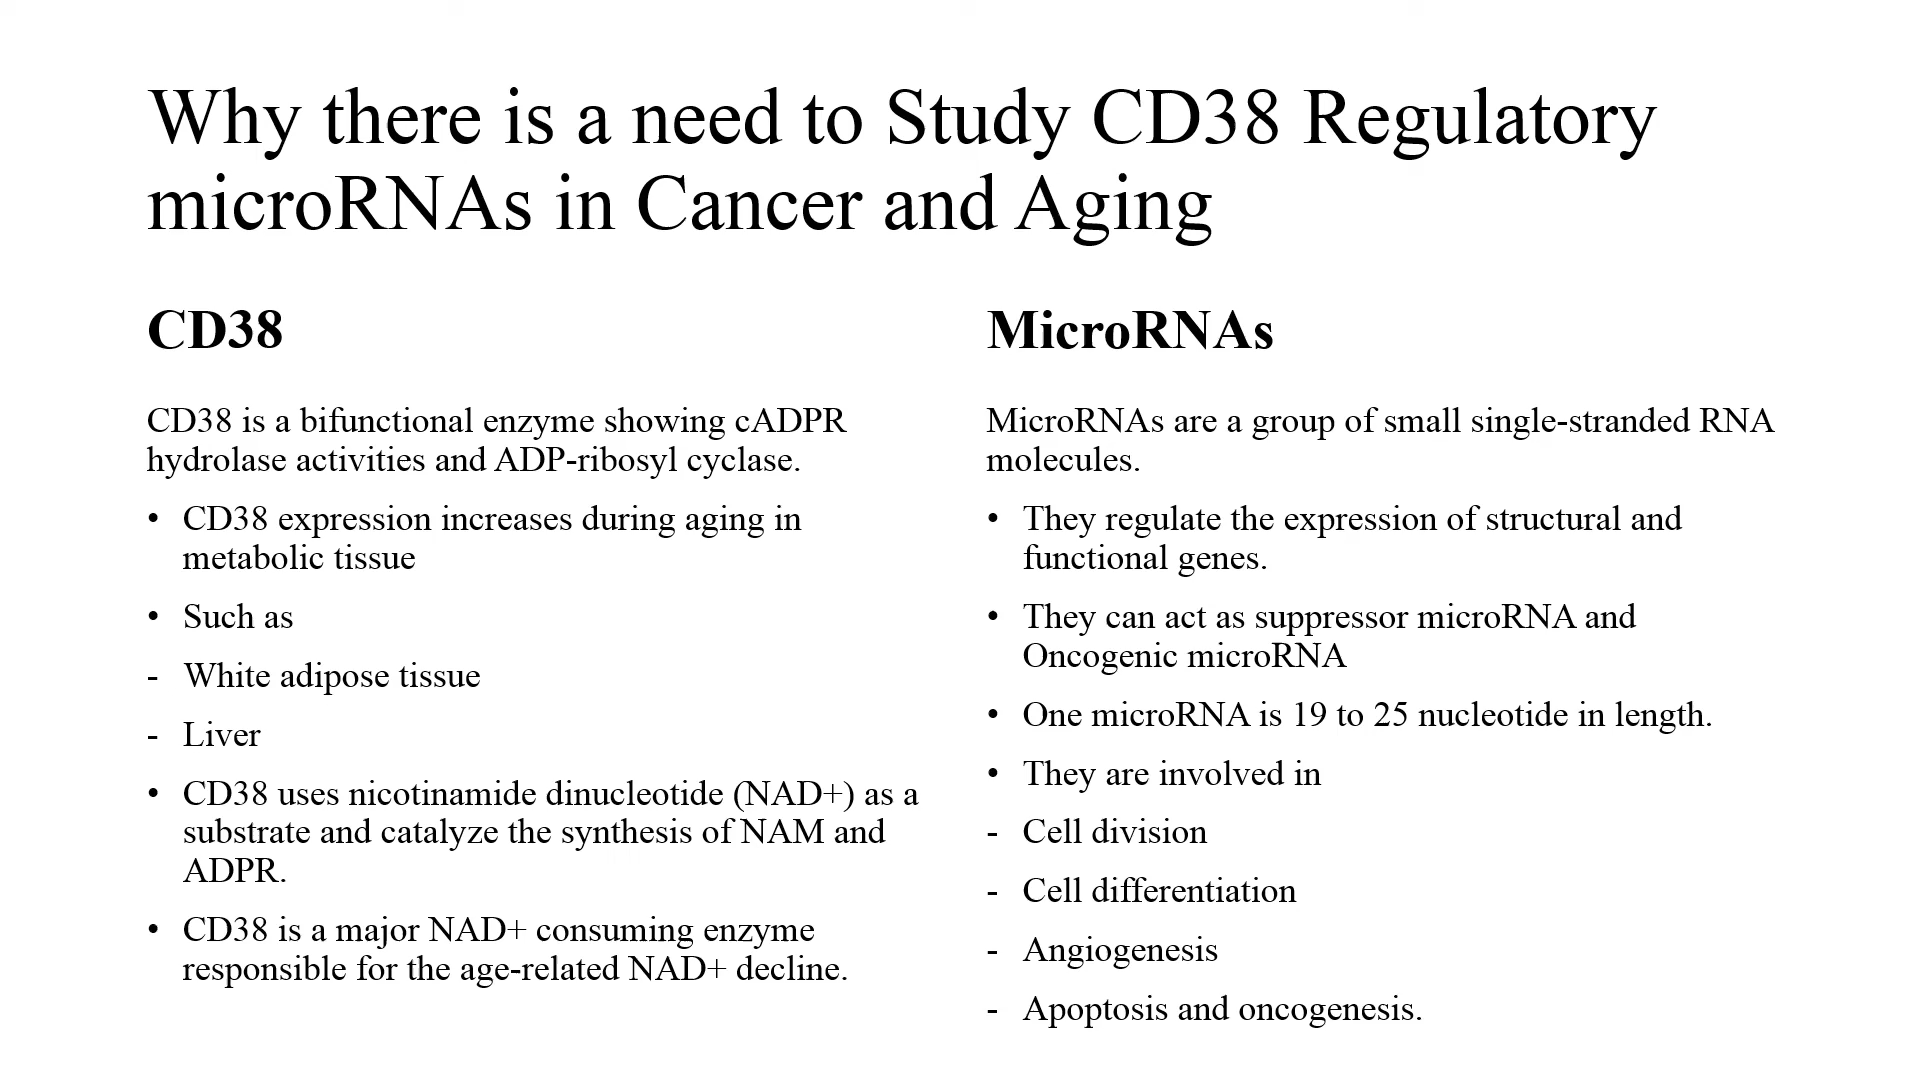 Why there is a need to Study CD38 Regulatory
microRNAs in Cancer and Aging
CD38
CD38 is a bifunctional enzyme showing cADPR
hydrolase activities and ADP-ribosyl cyclase.
• CD38 expression increases during aging in
metabolic tissue
• Such as
- White adipose tissue
- Liver
• CD38 uses nicotinamide dinucleotide (NAD+) as a
substrate and catalyze the synthesis of NAM and
ADPR.
• CD38 is a major NAD+ consuming enzyme
responsible for the age-related NAD+ decline.
MicroRNAs
MicroRNAs are a group of small single-stranded RNA
molecules.
• They regulate the expression of structural and
functional genes.
• They can act as suppressor microRNA and
Oncogenic microRNA
• One microRNA is 19 to 25 nucleotide in length.
• They are involved in
- Cell division
- Cell differentiation
- Angiogenesis
- Apoptosis and oncogenesis.